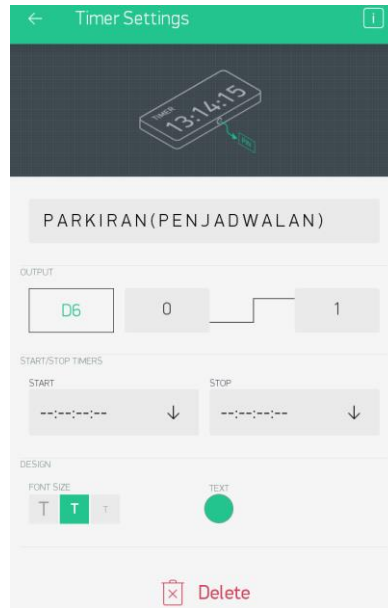 ← Timer Settings i
TIMER
13:14:15
PIN
PARKIRAN(PENJADWALAN)
OUTPUT
D6 0 1
START/STOP TIMERS
START STOP
--:--:--:-- ↓ --:--:--:-- ↓
DESIGN
FONT SIZE TEXT
T T T
Delete